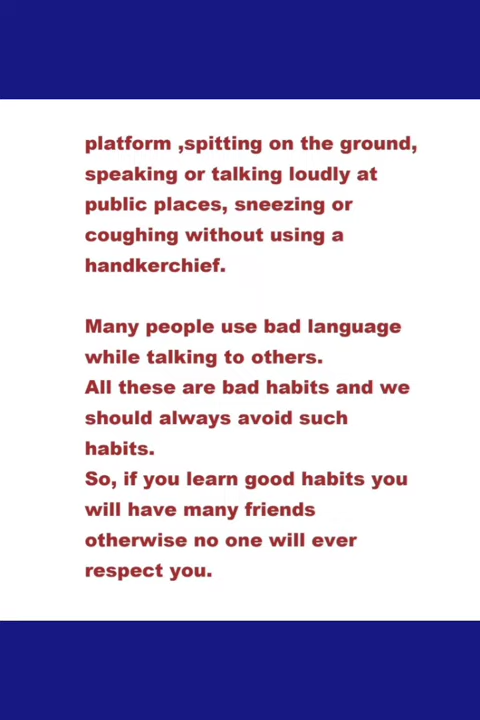 platform ,spitting on the ground,
speaking or talking loudly at
public places, sneezing or
coughing without using a
handkerchief.
Many people use bad language
while talking to others.
All these are bad habits and we
should always avoid such
habits.
So, if you learn good habits you
will have many friends
otherwise no one will ever
respect you.